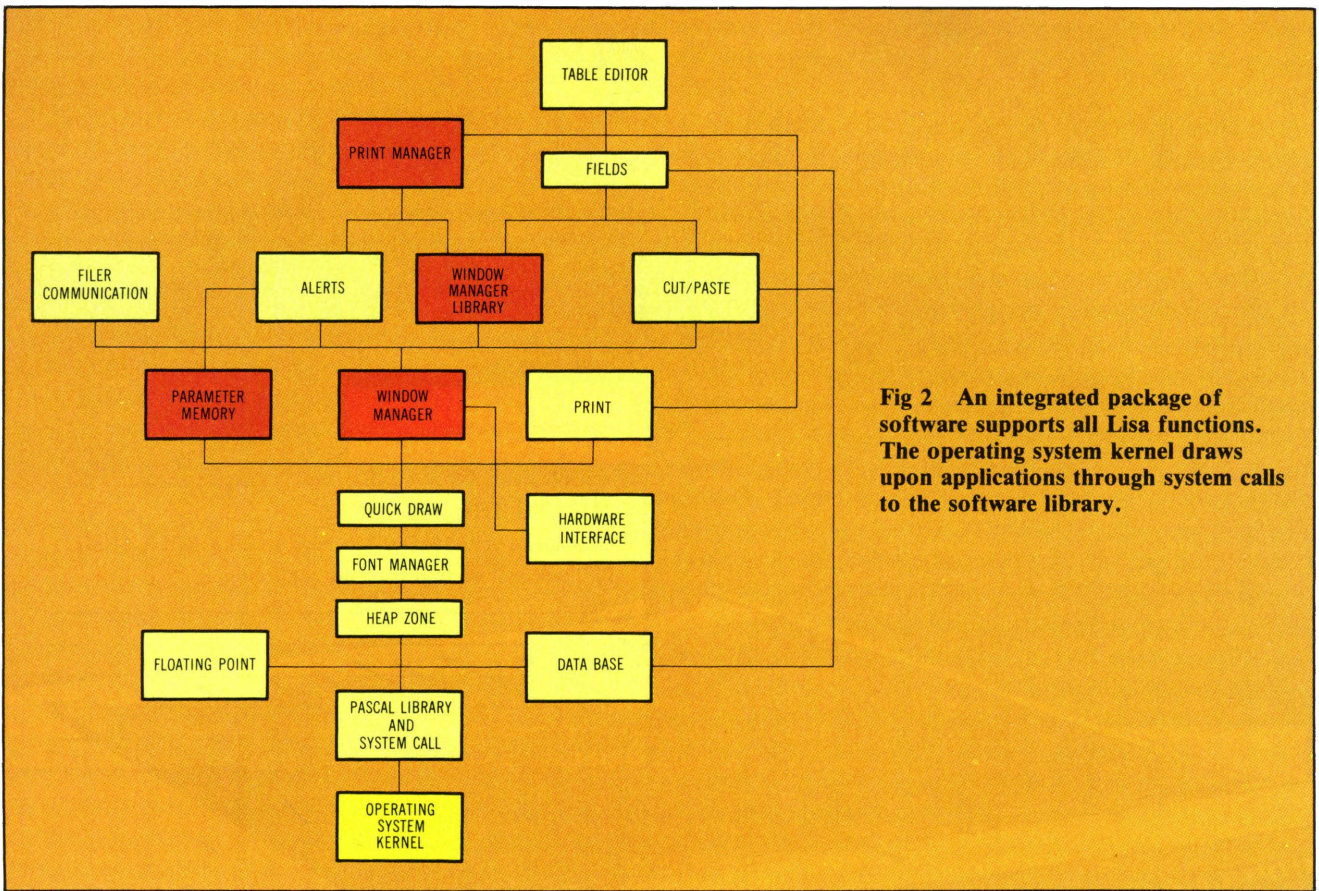 TABLE EDITOR
PRINT MANAGER
FIELDS
FILER
COMMUNICATION
ALERTS
WINDOW
MANAGER
LIBRARY
CUT/PASTE
PARAMETER
MEMORY
WINDOW
MANAGER
PRINT
QUICK DRAW
HARDWARE
INTERFACE
FONT MANAGER
HEAP ZONE
FLOATING POINT
DATA BASE
PASCAL LIBRARY
AND
SYSTEM CALL
OPERATING
SYSTEM
KERNEL
Fig 2 An integrated package of
software supports all Lisa functions.
The operating system kernel draws
upon applications through system calls
to the software library.